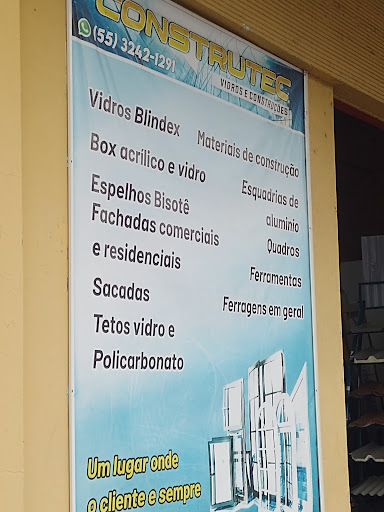 CONSTRUTEC
(55) 3242-1291
VIDROS E CONSTRUÇÕES
Vidros Blindex
Box acrílico e vidro
Espelhos Bisotê
Fachadas comerciais
e residenciais
Sacadas
Tetos vidro e
Policarbonato
Materiais de construção
Esquadrias de
aluminio
Quadros
Ferramentas
Ferragens em geral
Um lugar onde
o cliente e sempre